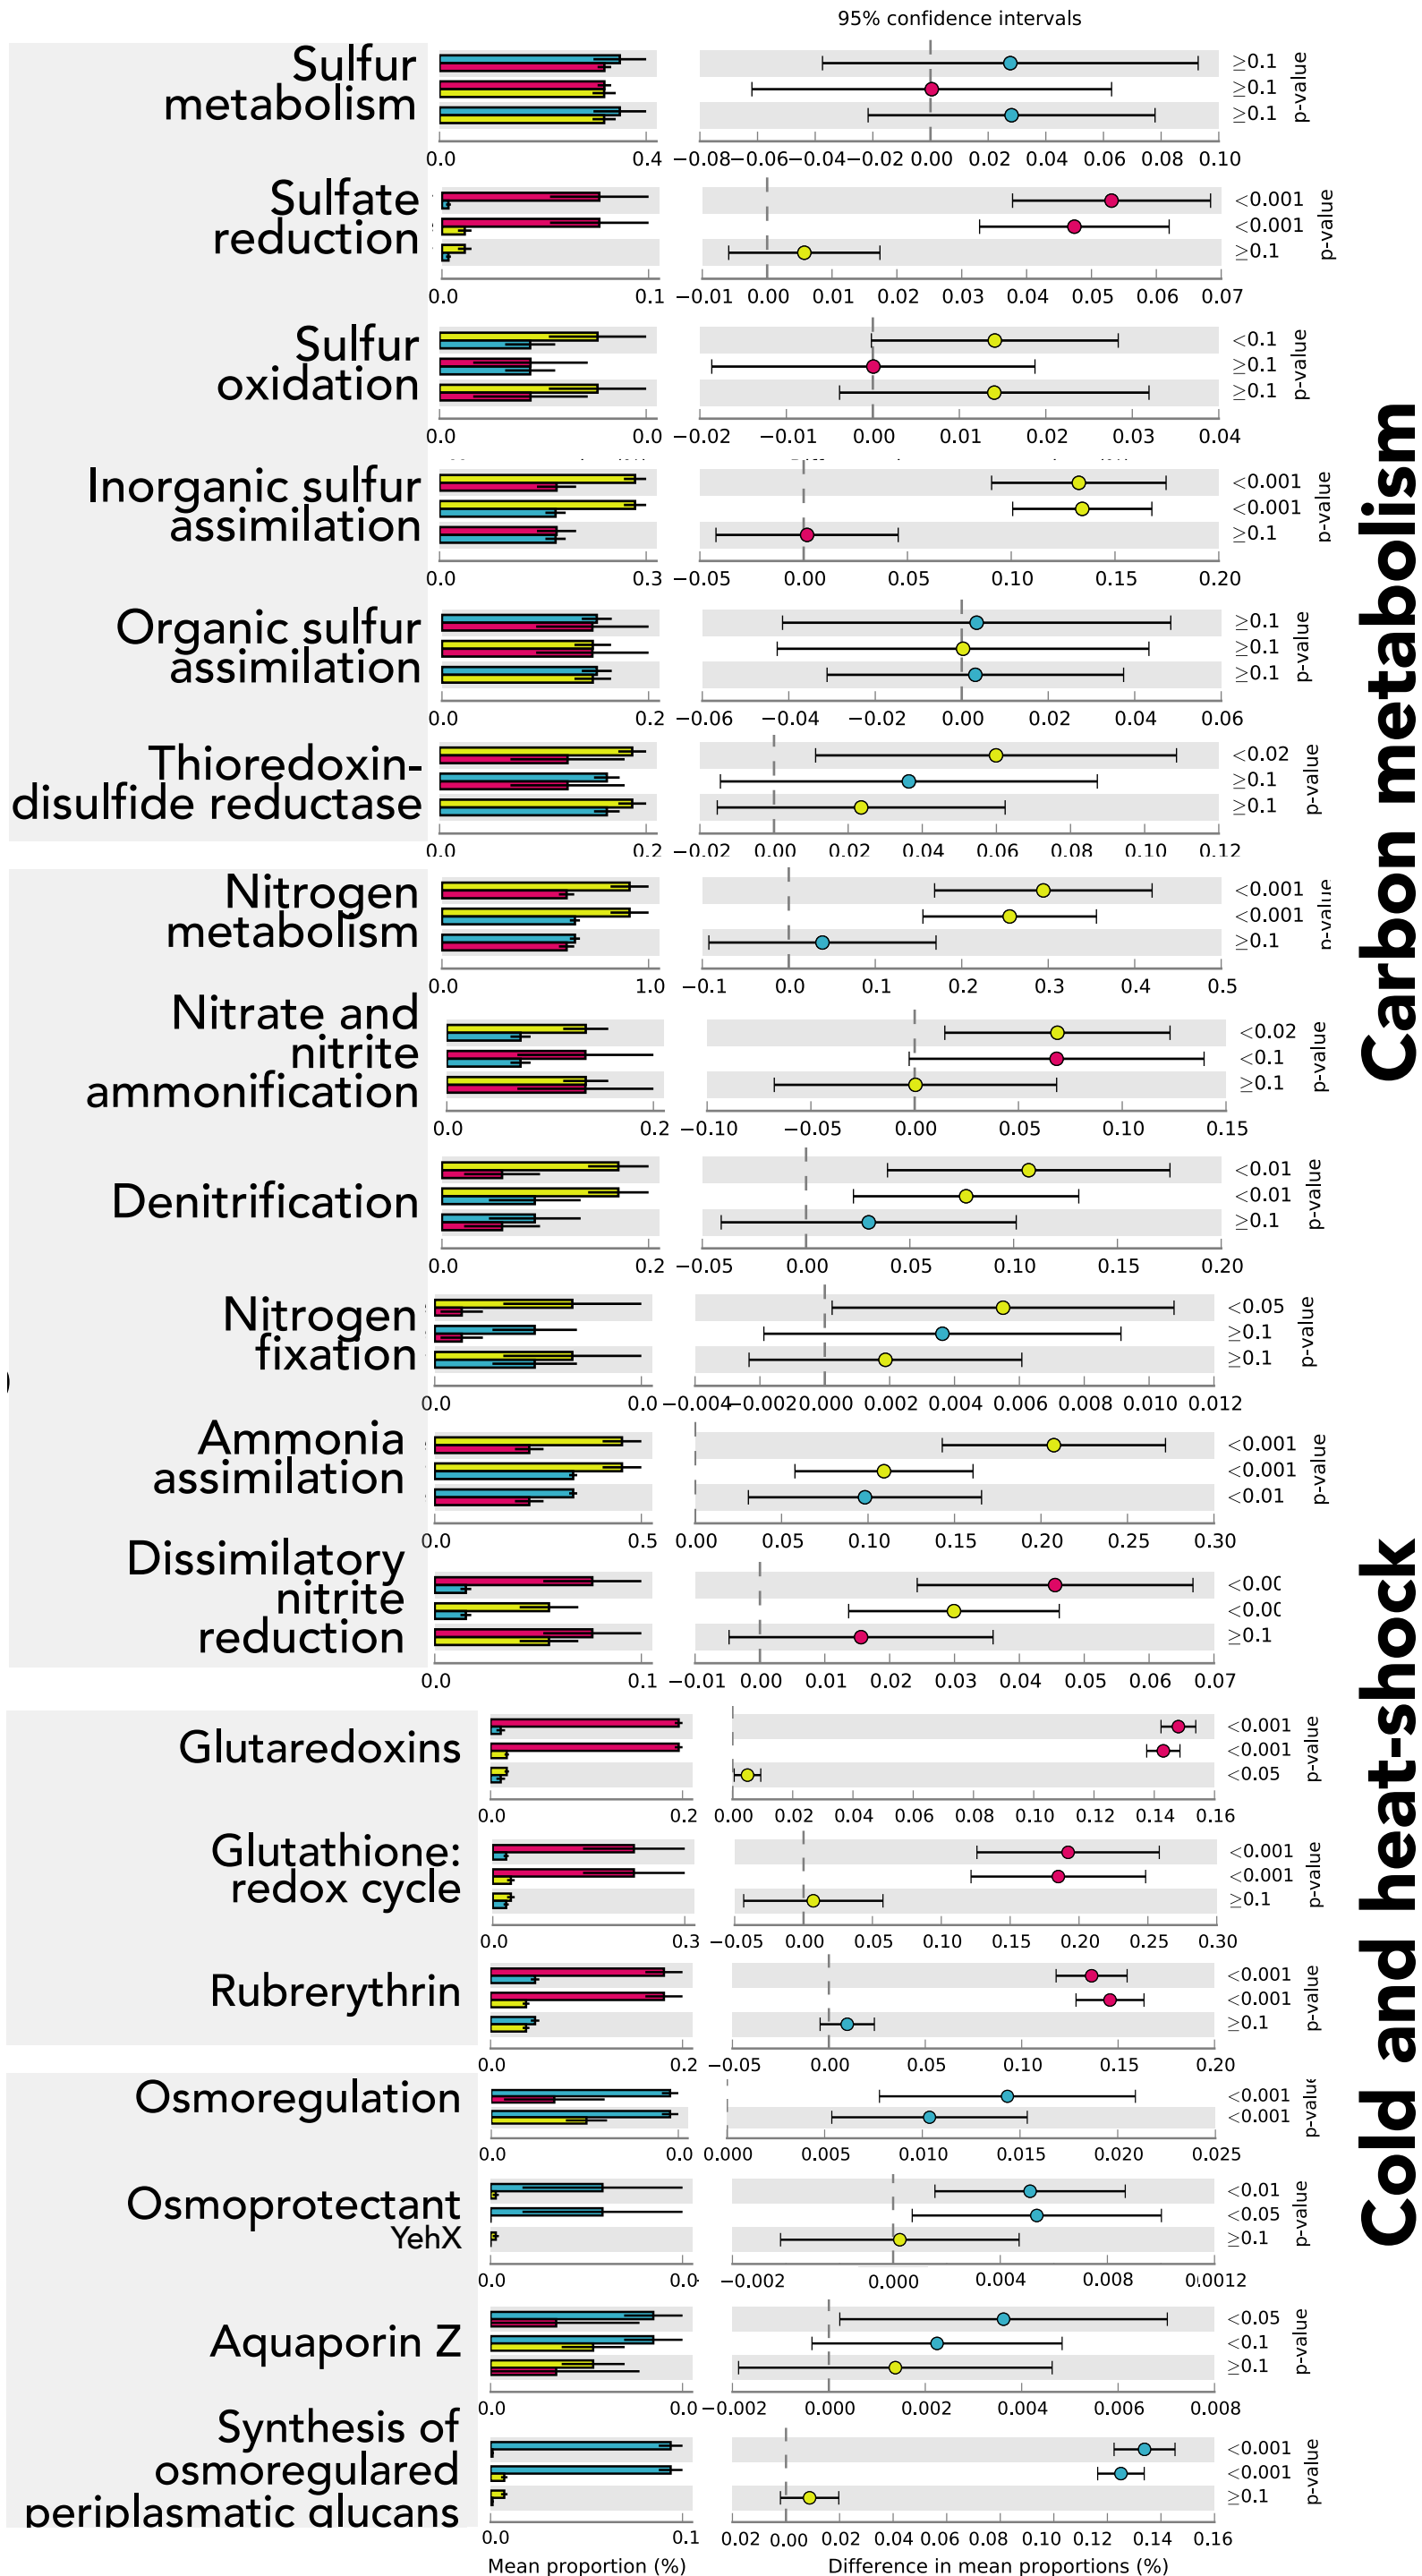 95% confidence intervals
Sulfur
metabolism
≥0.1
≥0.1
≥0.1
p-value
0.0 0.4 −0.08 −0.06 −0.04 −0.02 0.00 0.02 0.04 0.06 0.08 0.10
Sulfate
reduction
<0.001
<0.001
≥0.1
p-value
0.0 0.1 −0.01 0.00 0.01 0.02 0.03 0.04 0.05 0.06 0.07
Sulfur
oxidation
<0.1
≥0.1
≥0.1
p-value
0.0 0.0 −0.02 −0.01 0.00 0.01 0.02 0.03 0.04
Inorganic sulfur
assimilation
<0.001
<0.001
≥0.1
p-value
0.0 0.3 −0.05 0.00 0.05 0.10 0.15 0.20
Organic sulfur
assimilation
≥0.1
≥0.1
≥0.1
p-value
0.0 0.2 −0.06 −0.04 −0.02 0.00 0.02 0.04 0.06
Thioredoxin-
disulfide reductase
<0.02
≥0.1
≥0.1
p-value
0.0 0.2 −0.02 0.00 0.02 0.04 0.06 0.08 0.10 0.12
Carbon metabolism
Nitrogen
metabolism
<0.001
<0.001
≥0.1
p-value
0.0 1.0 −0.1 0.0 0.1 0.2 0.3 0.4 0.5
Nitrate and
nitrite
ammonification
<0.02
<0.1
≥0.1
p-value
0.0 0.2 −0.10 −0.05 0.00 0.05 0.10 0.15
Denitrification
<0.01
<0.01
≥0.1
p-value
0.0 0.2 −0.05 0.00 0.05 0.10 0.15 0.20
Nitrogen
fixation
<0.05
≥0.1
≥0.1
p-value
0.0 0.0 −0.004 −0.002 0.000 0.002 0.004 0.006 0.008 0.010 0.012
Ammonia
assimilation
<0.001
<0.001
<0.01
p-value
0.0 0.5 0.00 0.05 0.10 0.15 0.20 0.25 0.30
Dissimilatory
nitrite
reduction
<0.00
<0.00
≥0.1
0.0 0.1 −0.01 0.00 0.01 0.02 0.03 0.04 0.05 0.06 0.07
Cold and heat-shock
Glutaredoxins
<0.001
<0.001
<0.05
p-value
0.0 0.2 0.00 0.02 0.04 0.06 0.08 0.10 0.12 0.14 0.16
Glutathione:
redox cycle
<0.001
<0.001
≥0.1
p-value
0.0 0.3 −0.05 0.00 0.05 0.10 0.15 0.20 0.25 0.30
Rubrerythrin
<0.001
<0.001
≥0.1
p-value
0.0 0.2 −0.05 0.00 0.05 0.10 0.15 0.20
Osmoregulation
<0.001
<0.001
p-value
0.0 0.0 0.000 0.005 0.010 0.015 0.020 0.025
Osmoprotectant
YehX
<0.01
<0.05
≥0.1
p-value
0.0 0.0 −0.002 0.000 0.004 0.008 0.0012
Aquaporin Z
<0.05
<0.1
≥0.1
p-value
0.0 0.0 −0.002 0.000 0.002 0.004 0.006 0.008
Synthesis of
osmoregulared
periplasmatic glucans
<0.001
<0.001
≥0.1
p-value
0.0 0.1 0.02 0.00 0.02 0.04 0.06 0.08 0.10 0.12 0.14 0.16
Mean proportion (%) Difference in mean proportions (%)